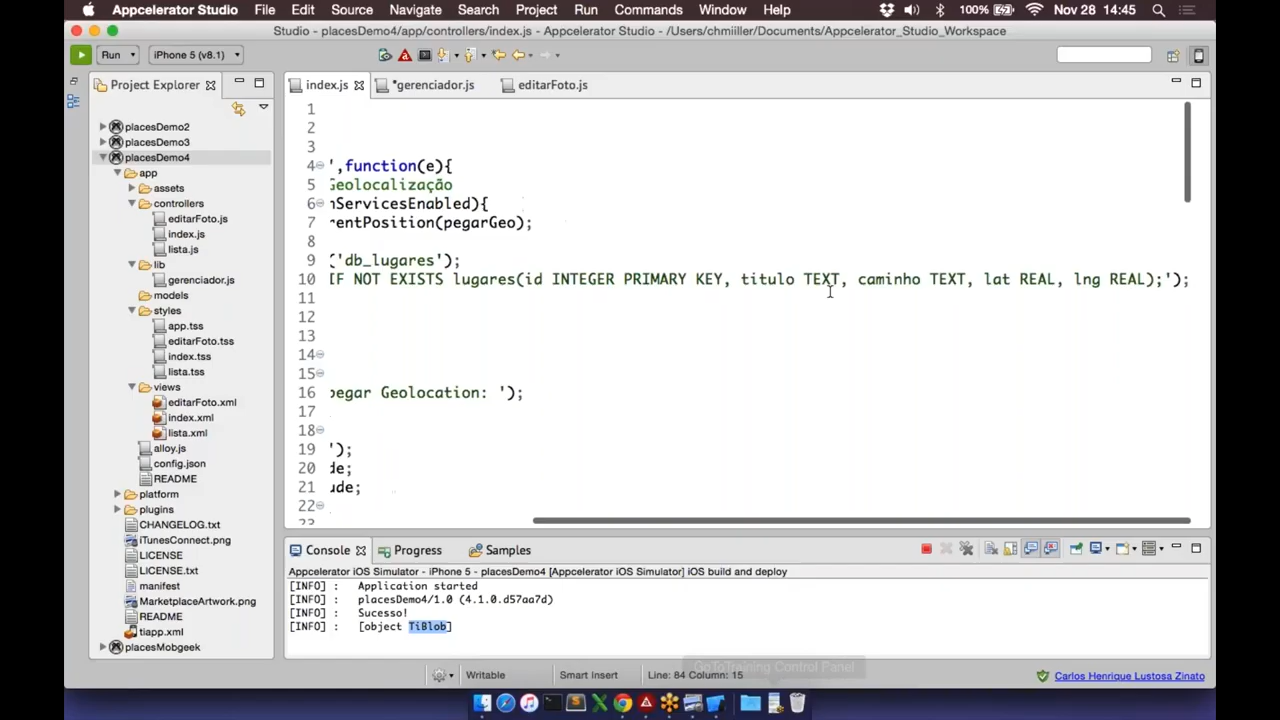 Appcelerator Studio File Edit Source Navigate Search Project Run Commands Window Help 100% Nov 28 14:45
Studio - placesDemo4/app/controllers/index.js - Appcelerator Studio - /Users/chmiiller/Documents/Appcelerator_Studio_Workspace
Run iPhone 5 (v8.1)
Project Explorer
index.js *gerenciador.js editarFoto.js
placesDemo2
placesDemo3
placesDemo4
app
assets
controllers
editarFoto.js
index.js
lista.js
lib
gerenciador.js
models
styles
app.tss
editarFoto.tss
index.tss
lista.tss
views
editarFoto.xml
index.xml
lista.xml
alloy.js
config.json
README
platform
plugins
CHANGELOG.txt
iTunesConnect.png
LICENSE
LICENSE.txt
manifest
MarketplaceArtwork.png
README
tiapp.xml
placesMobgeek
1
2
3
4 ',function(e){
5 Geolocalização
6 nServicesEnabled){
7 rentPosition(pegarGeo);
8
9 ('db_lugares');
10 IF NOT EXISTS lugares(id INTEGER PRIMARY KEY, titulo TEXT, caminho TEXT, lat REAL, lng REAL);');
11
12
13
14
15
16 pegar Geolocation: ');
17
18
19 ');
20 de;
21 ude;
22
23
Console Progress Samples
Appcelerator iOS Simulator - iPhone 5 - placesDemo4 [Appcelerator iOS Simulator] iOS build and deploy
[INFO] : Application started
[INFO] : placesDemo4/1.0 (4.1.0.d57aa7d)
[INFO] : Sucesso!
[INFO] : [object TiBlob]
GoToTraining Control Panel
Writable Smart Insert Line: 84 Column: 15 Carlos Henrique Lustosa Zinato